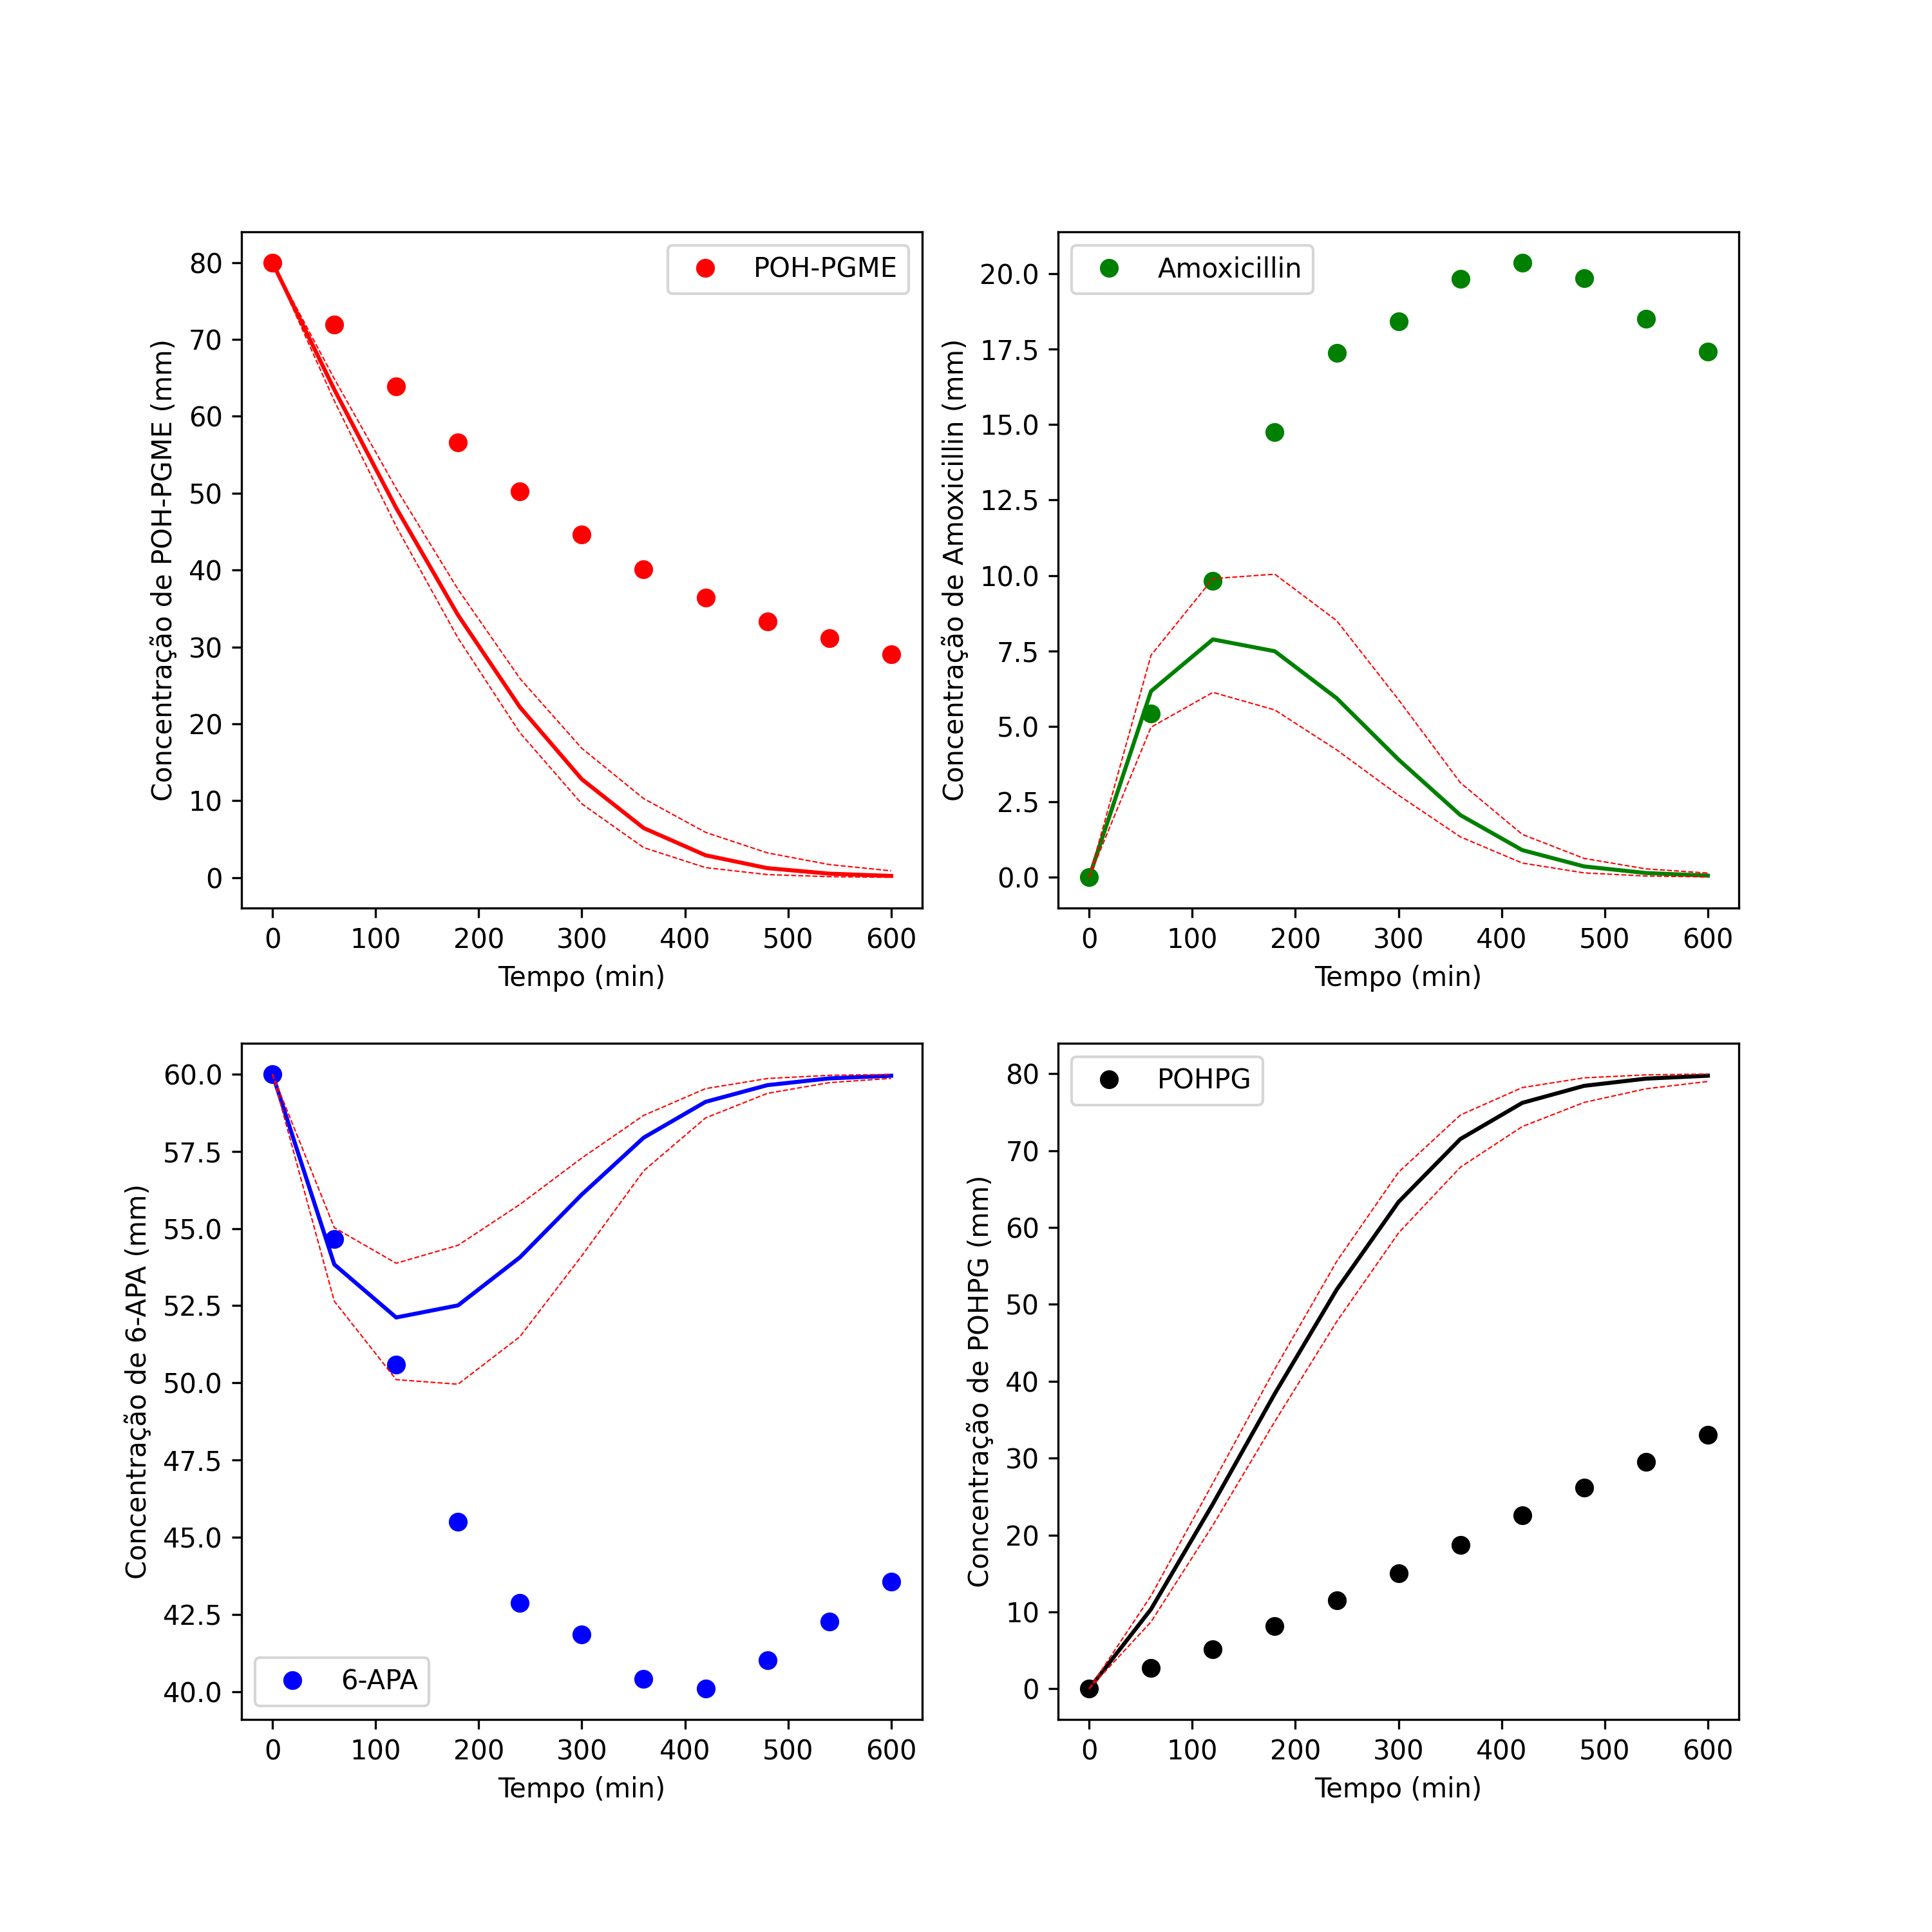 POH-PGME
80
70
60
50
40
30
20
10
0
Concentração de POH-PGME (mm)
0 100 200 300 400 500 600
Tempo (min)
Amoxicillin
20.0
17.5
15.0
12.5
10.0
7.5
5.0
2.5
0.0
Concentração de Amoxicillin (mm)
0 100 200 300 400 500 600
Tempo (min)
60.0
57.5
55.0
52.5
50.0
47.5
45.0
42.5
40.0
Concentração de 6-APA (mm)
6-APA
0 100 200 300 400 500 600
Tempo (min)
POHPG
80
70
60
50
40
30
20
10
0
Concentração de POHPG (mm)
0 100 200 300 400 500 600
Tempo (min)